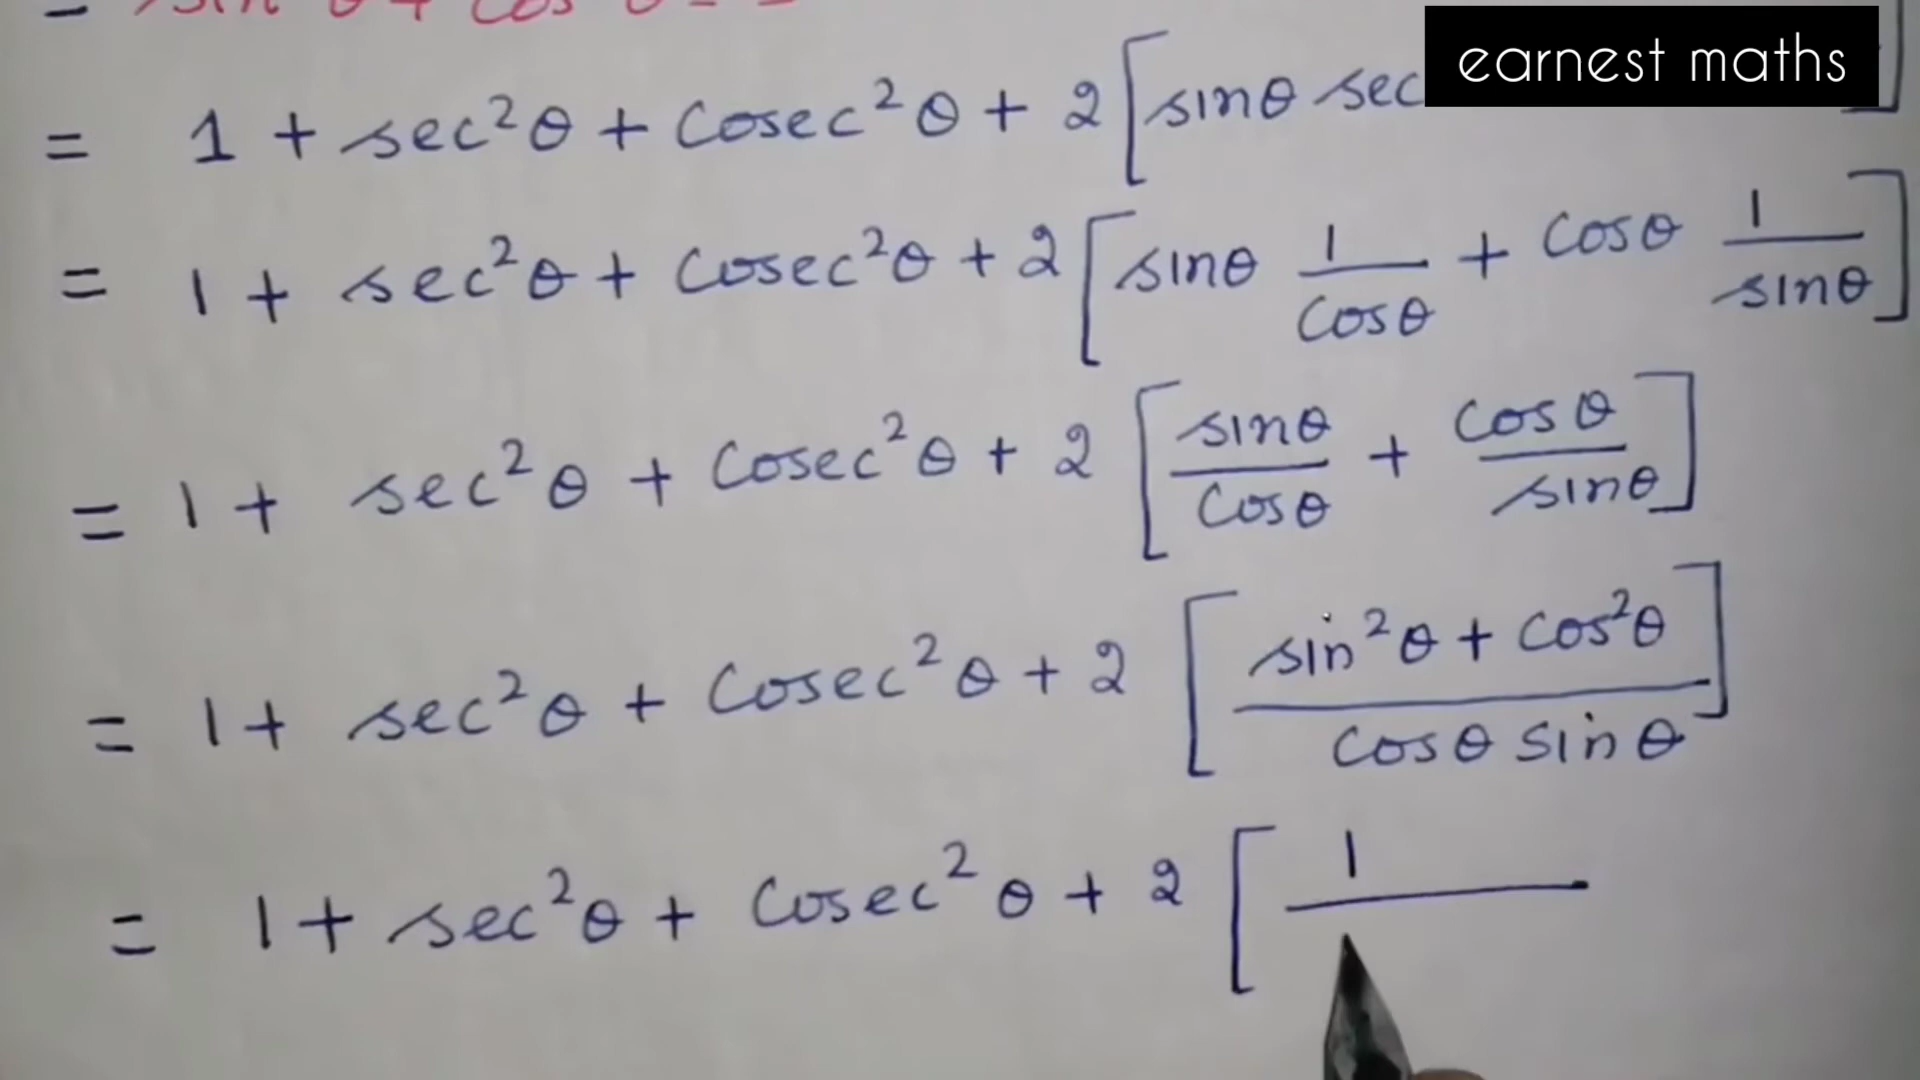 = sin θ + cos θ =
earnest maths
= 1 + sec²θ + cosec²θ + 2[sinθ sec ]
= 1 + sec²θ + cosec²θ + 2[sinθ 1/cosθ + cosθ 1/sinθ]
= 1 + sec²θ + cosec²θ + 2[sinθ/cosθ + cosθ/sinθ]
= 1 + sec²θ + cosec²θ + 2[sin²θ + cos²θ/cosθ sinθ]
= 1 + sec²θ + cosec²θ + 2[1/